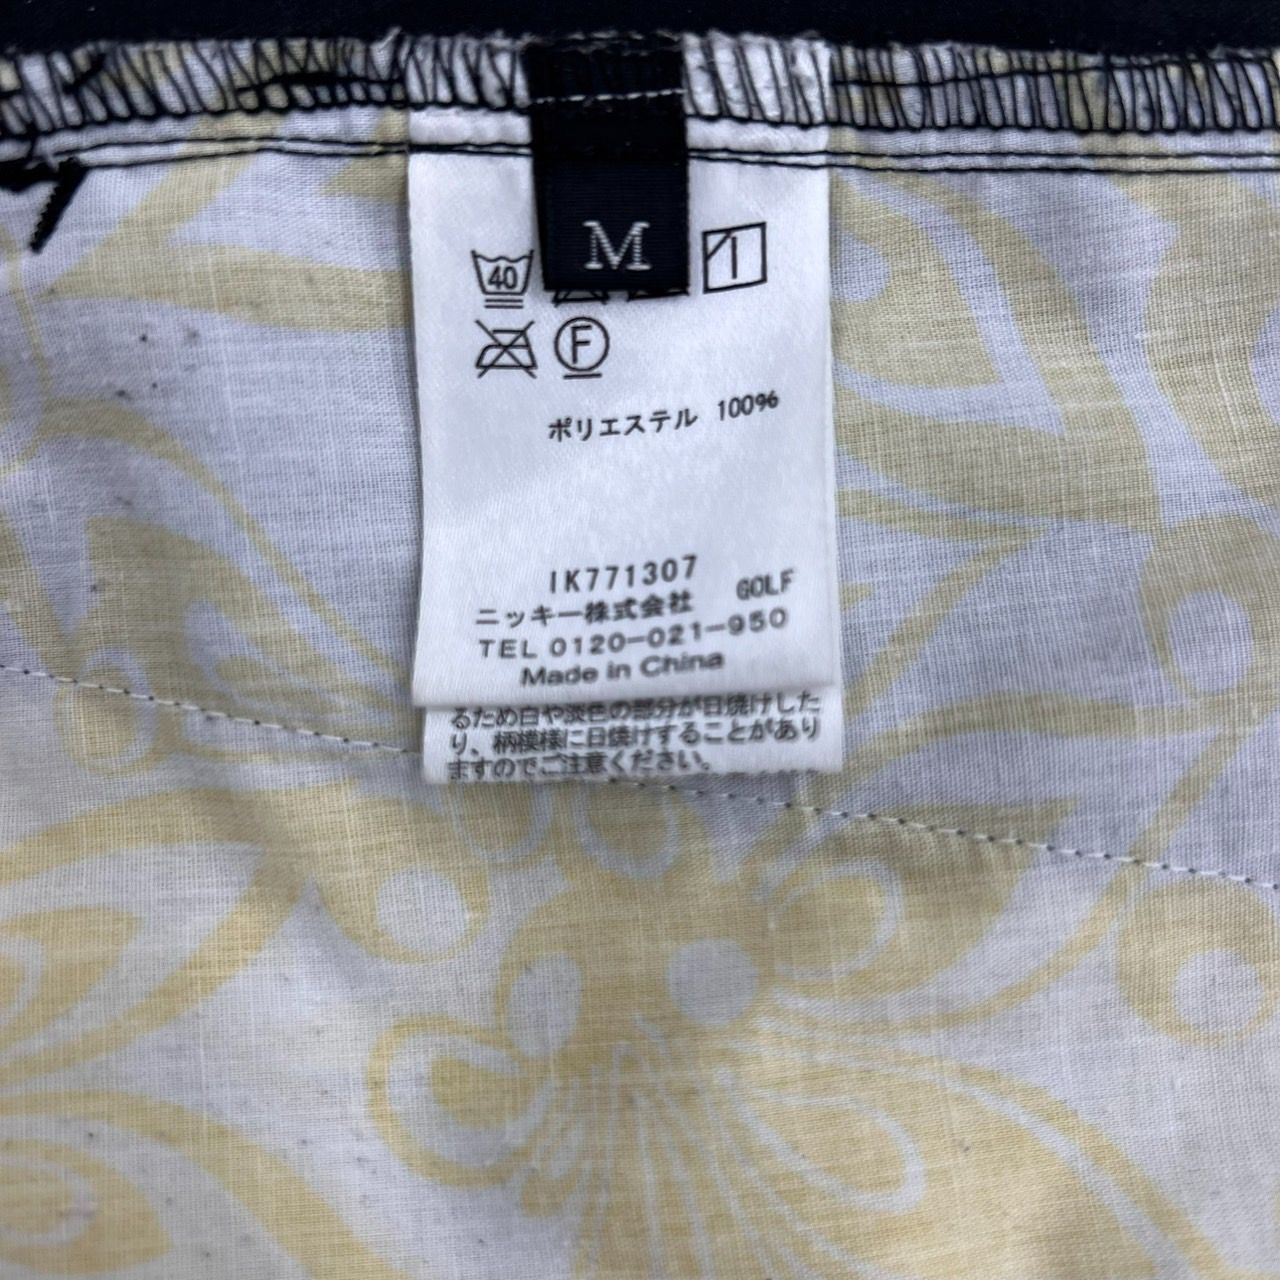 M
40
F
ポリエステル 100%
IK771307
ニッキー株式会社 GOLF
TEL 0120-021-950
Made in China
るため白や淡色の部分が日焼けした
り、柄模様に日焼けすることがあり
ますのでご注意ください。